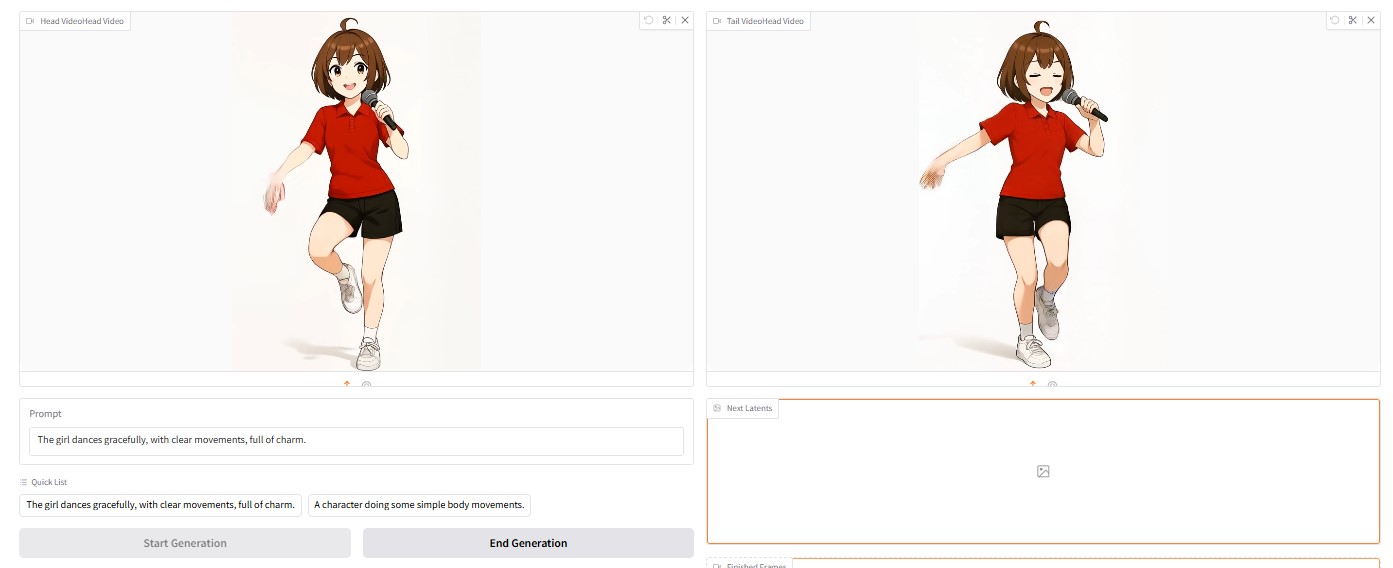 Head VideoHead Video
Tail VideoHead Video
Prompt
The girl dances gracefully, with clear movements, full of charm.
Next Latents
Quick List
The girl dances gracefully, with clear movements, full of charm.
A character doing some simple body movements.
Start Generation
End Generation
Finished Frames